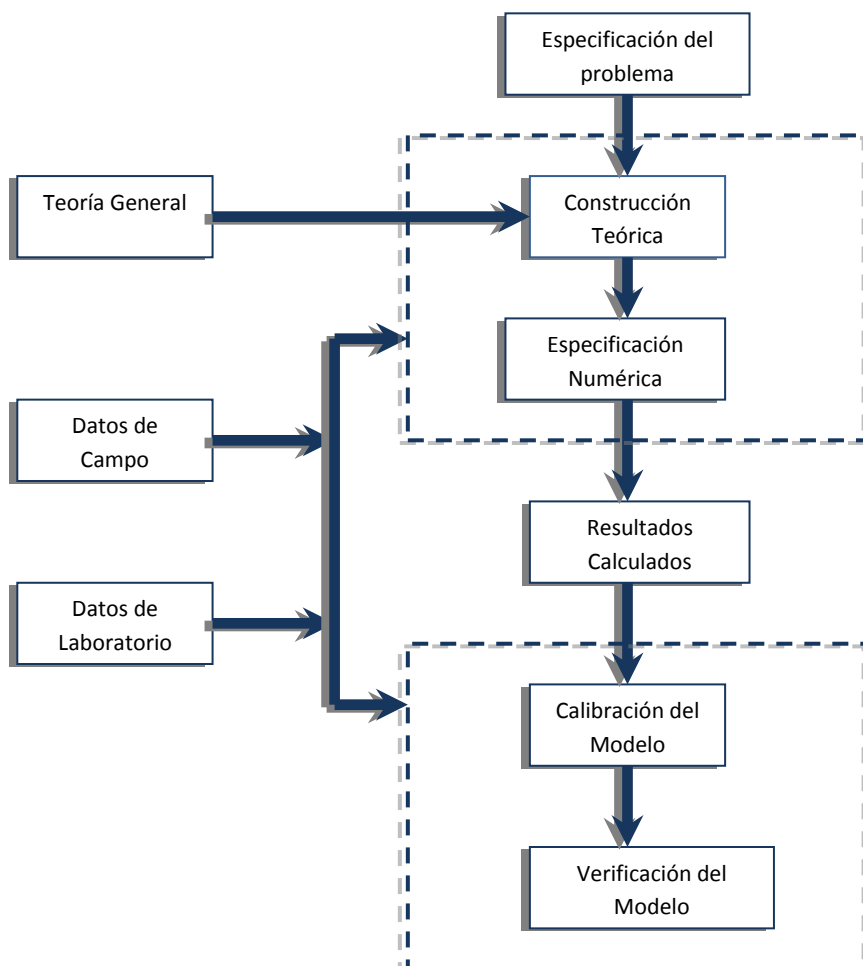 Especificación del
problema
Teoría General
Construcción
Teórica
Especificación
Numérica
Datos de
Campo
Resultados
Calculados
Datos de
Laboratorio
Calibración del
Modelo
Verificación del
Modelo